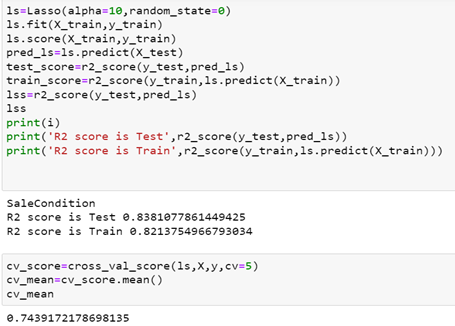 ls=Lasso(alpha=10,random_state=0)
ls.fit(X_train,y_train)
ls.score(X_train,y_train)
pred_ls=ls.predict(X_test)
test_score=r2_score(y_test,pred_ls)
train_score=r2_score(y_train,ls.predict(X_train))
lss=r2_score(y_test,pred_ls)
lss
print(i)
print('R2 score is Test',r2_score(y_test,pred_ls))
print('R2 score is Train',r2_score(y_train,ls.predict(X_train)))
SaleCondition
R2 score is Test 0.8381077861449425
R2 score is Train 0.8213754966793034
cv_score=cross_val_score(ls,X,y,cv=5)
cv_mean=cv_score.mean()
cv_mean
0.7439172178698135